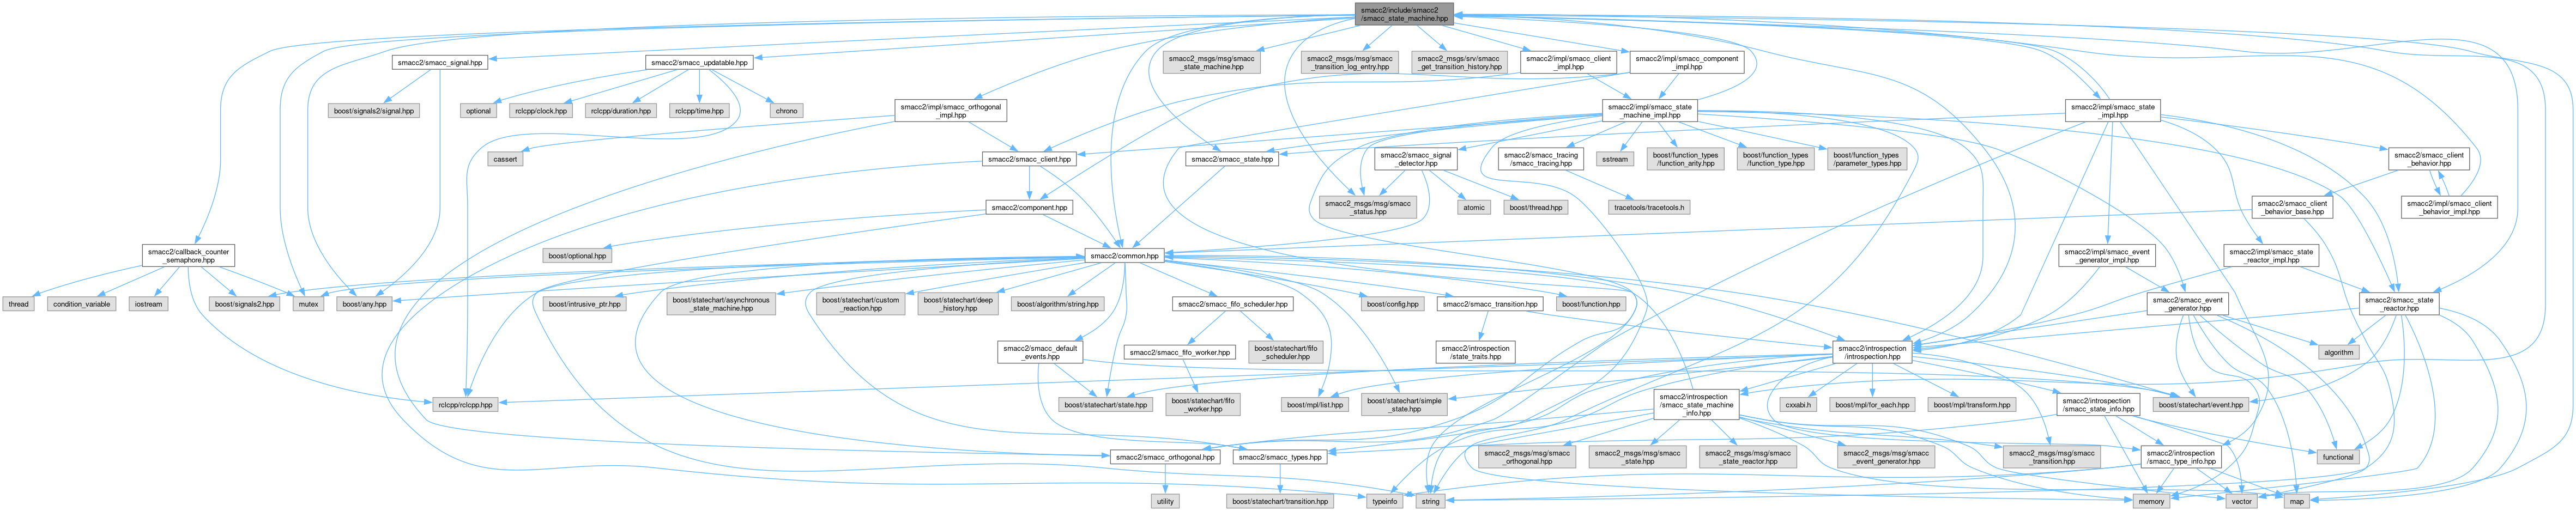 smacc2/include/smacc2
/smacc_state_machine.hpp
smacc2/smacc_signal.hpp
smacc2/smacc_updatable.hpp
smacc2_msgs/msg/smacc
_state_machine.hpp
smacc2_msgs/msg/smacc
_transition_log_entry.hpp
smacc2_msgs/srv/smacc
_get_transition_history.hpp
smacc2/impl/smacc_client
_impl.hpp
smacc2/impl/smacc_component
_impl.hpp
boost/signals2/signal.hpp
optional
rclcpp/clock.hpp
rclcpp/duration.hpp
rclcpp/time.hpp
chrono
smacc2/impl/smacc_orthogonal
_impl.hpp
smacc2/impl/smacc_state
_machine_impl.hpp
smacc2/impl/smacc_state
_impl.hpp
cassert
smacc2/smacc_client.hpp
smacc2/smacc_state.hpp
smacc2/smacc_signal
_detector.hpp
smacc2/smacc_tracing
/smacc_tracing.hpp
sstream
boost/function_types
/function_arity.hpp
boost/function_types
/function_type.hpp
boost/function_types
/parameter_types.hpp
smacc2/smacc_client
_behavior.hpp
smacc2/component.hpp
smacc2_msgs/msg/smacc
_status.hpp
atomic
boost/thread.hpp
tracetools/tracetools.h
smacc2/smacc_client
_behavior_base.hpp
smacc2/impl/smacc_client
_behavior_impl.hpp
smacc2/callback_counter
_semaphore.hpp
boost/optional.hpp
smacc2/common.hpp
smacc2/impl/smacc_event
_generator_impl.hpp
smacc2/impl/smacc_state
_reactor_impl.hpp
thread
condition_variable
iostream
boost/signals2.hpp
mutex
boost/any.hpp
boost/intrusive_ptr.hpp
boost/statechart/asynchronous
_state_machine.hpp
boost/statechart/custom
_reaction.hpp
boost/statechart/deep
_history.hpp
boost/algorithm/string.hpp
smacc2/smacc_fifo_scheduler.hpp
boost/config.hpp
smacc2/smacc_transition.hpp
boost/function.hpp
smacc2/smacc_event
_generator.hpp
smacc2/smacc_state
_reactor.hpp
smacc2/smacc_default
_events.hpp
smacc2/smacc_fifo_worker.hpp
boost/statechart/fifo
_scheduler.hpp
smacc2/introspection
/state_traits.hpp
smacc2/introspection
/introspection.hpp
algorithm
rclcpp/rclcpp.hpp
boost/statechart/state.hpp
boost/statechart/fifo
_worker.hpp
boost/mpl/list.hpp
boost/statechart/simple
_state.hpp
smacc2/introspection
/smacc_state_machine
_info.hpp
cxxabi.h
boost/mpl/for_each.hpp
boost/mpl/transform.hpp
smacc2/introspection
/smacc_state_info.hpp
boost/statechart/event.hpp
smacc2/smacc_orthogonal.hpp
smacc2/smacc_types.hpp
smacc2_msgs/msg/smacc
_orthogonal.hpp
smacc2_msgs/msg/smacc
_state.hpp
smacc2_msgs/msg/smacc
_state_reactor.hpp
smacc2_msgs/msg/smacc
_event_generator.hpp
smacc2_msgs/msg/smacc
_transition.hpp
smacc2/introspection
/smacc_type_info.hpp
functional
utility
boost/statechart/transition.hpp
typeinfo
string
memory
vector
map